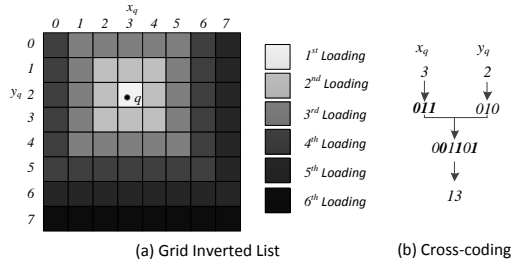 x_q
0 1 2 3 4 5 6 7
0
1
y_q 2
3
4
5
6
7
q
1st Loading
2nd Loading
3rd Loading
4th Loading
5th Loading
6th Loading
(a) Grid Inverted List
x_q y_q
3 2
011 010
001101
13
(b) Cross-coding